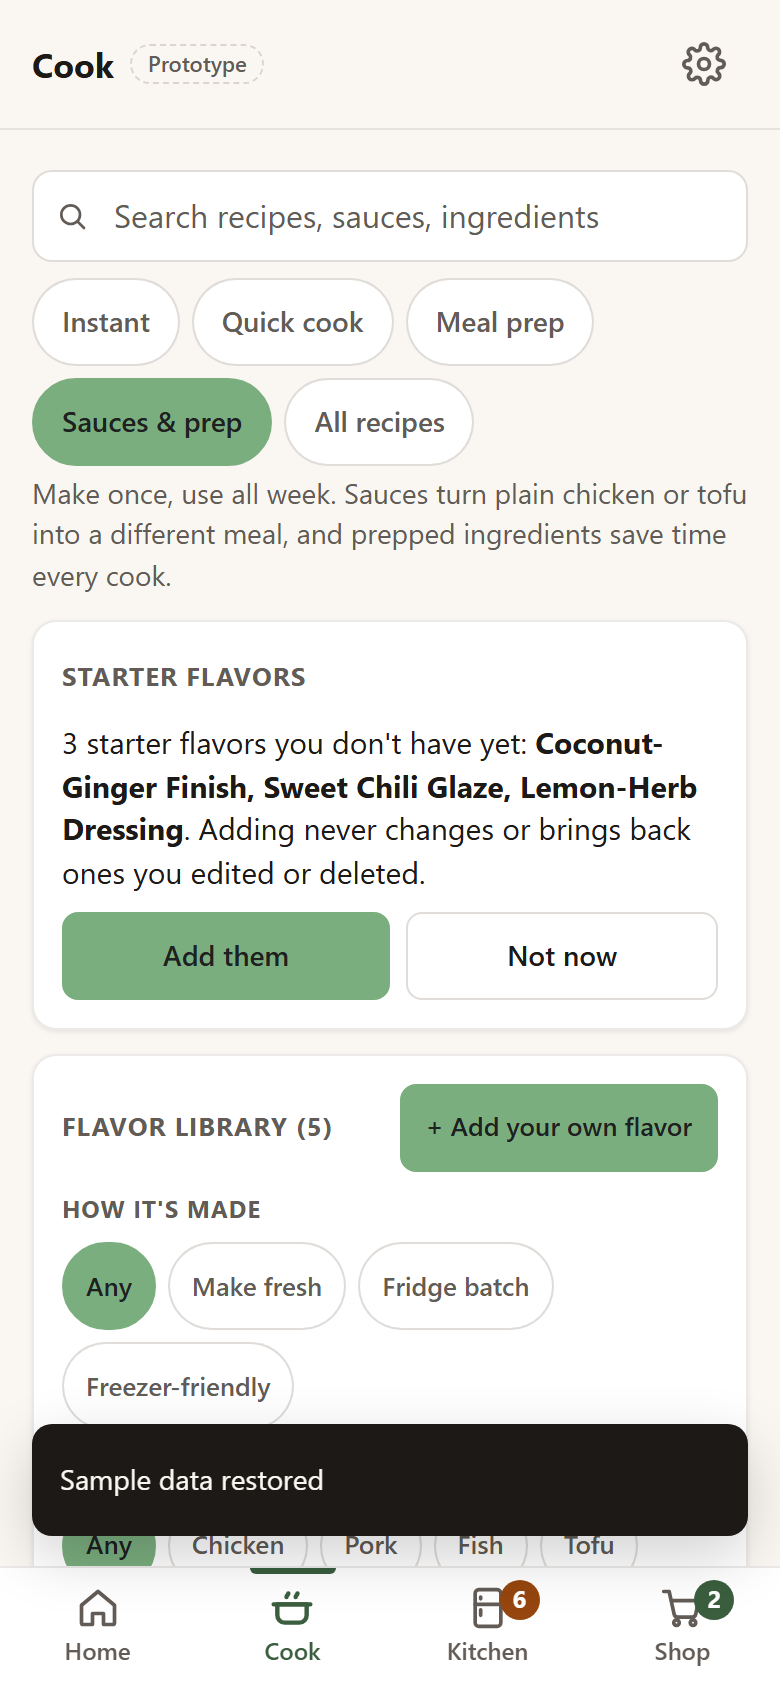 Cook
Prototype
Search recipes, sauces, ingredients
Instant
Quick cook
Meal prep
Sauces & prep
All recipes
Make once, use all week. Sauces turn plain chicken or tofu
into a different meal, and prepped ingredients save time
every cook.
STARTER FLAVORS
3 starter flavors you don't have yet: Coconut-
Ginger Finish, Sweet Chili Glaze, Lemon-Herb
Dressing. Adding never changes or brings back
ones you edited or deleted.
Add them
Not now
FLAVOR LIBRARY (5)
+ Add your own flavor
HOW IT'S MADE
Any
Make fresh
Fridge batch
Freezer-friendly
Sample data restored
Any
Chicken
Pork
Fish
Tofu
6
2
Home
Cook
Kitchen
Shop